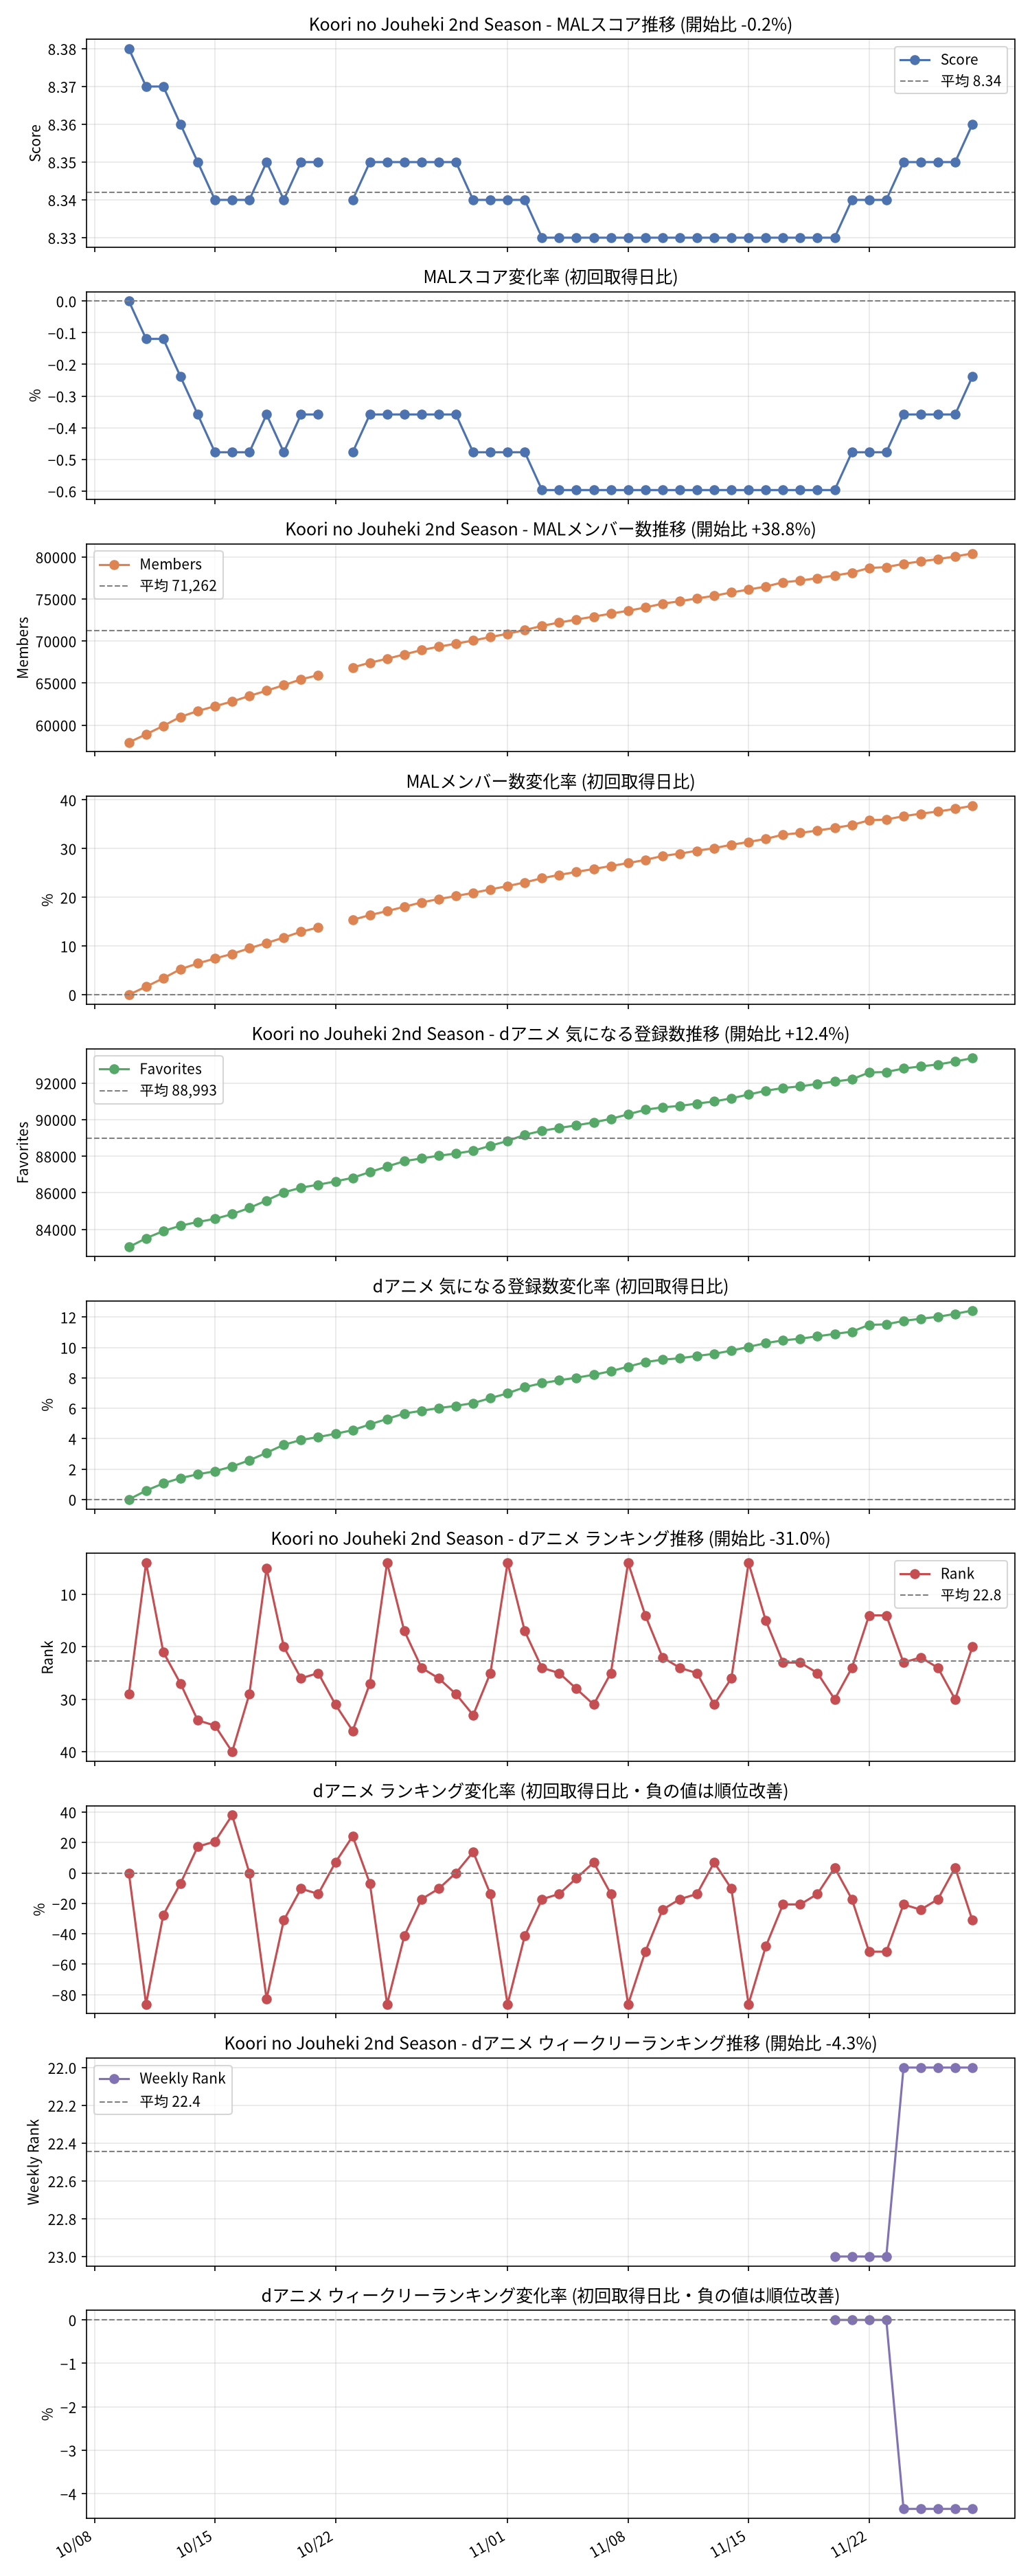 Koori no Jouheki 2nd Season - MALスコア推移 (開始比 -0.2%)
Score
8.38
8.37
8.36
8.35
8.34
8.33
Score
平均 8.34
MALスコア変化率 (初回取得日比)
%
0.0
−0.1
−0.2
−0.3
−0.4
−0.5
−0.6
Koori no Jouheki 2nd Season - MALメンバー数推移 (開始比 +38.8%)
Members
80000
75000
70000
65000
60000
Members
平均 71,262
MALメンバー数変化率 (初回取得日比)
%
40
30
20
10
0
Koori no Jouheki 2nd Season - dアニメ 気になる登録数推移 (開始比 +12.4%)
Favorites
92000
90000
88000
86000
84000
Favorites
平均 88,993
dアニメ 気になる登録数変化率 (初回取得日比)
%
12
10
8
6
4
2
0
Koori no Jouheki 2nd Season - dアニメ ランキング推移 (開始比 -31.0%)
Rank
10
20
30
40
Rank
平均 22.8
dアニメ ランキング変化率 (初回取得日比・負の値は順位改善)
%
40
20
0
−20
−40
−60
−80
Koori no Jouheki 2nd Season - dアニメ ウィークリーランキング推移 (開始比 -4.3%)
Weekly Rank
22.0
22.2
22.4
22.6
22.8
23.0
Weekly Rank
平均 22.4
dアニメ ウィークリーランキング変化率 (初回取得日比・負の値は順位改善)
%
0
−1
−2
−3
−4
10/08
10/15
10/22
11/01
11/08
11/15
11/22